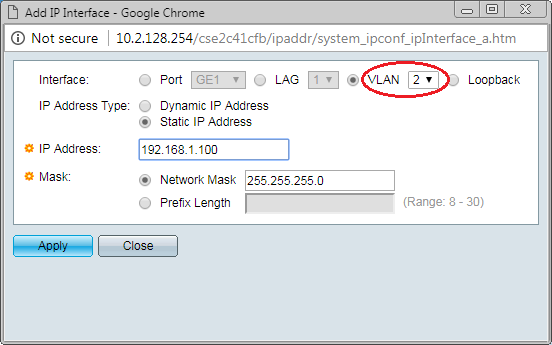 Add IP Interface - Google Chrome
Not secure 10.2.128.254/cse2c41cfb/ipaddr/system_ipconf_ipInterface_a.htm
Interface: Port GE1 LAG 1 VLAN 2 Loopback
IP Address Type: Dynamic IP Address
Static IP Address
IP Address: 192.168.1.100
Mask: Network Mask 255.255.255.0
Prefix Length (Range: 8 - 30)
Apply Close